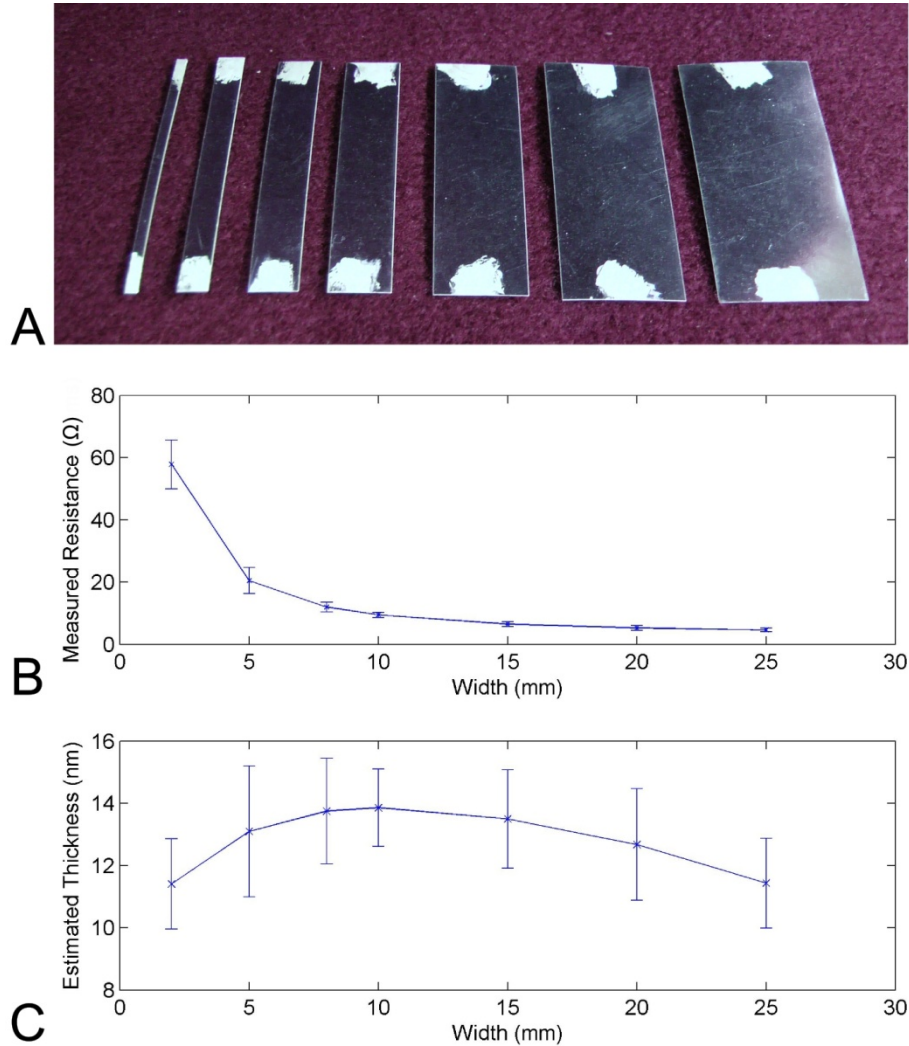 A
80
60
40
20
0
Measured Resistance (Ω)
0 5 10 15 20 25 30
Width (mm)
B
16
14
12
10
8
Estimated Thickness (nm)
0 5 10 15 20 25 30
Width (mm)
C